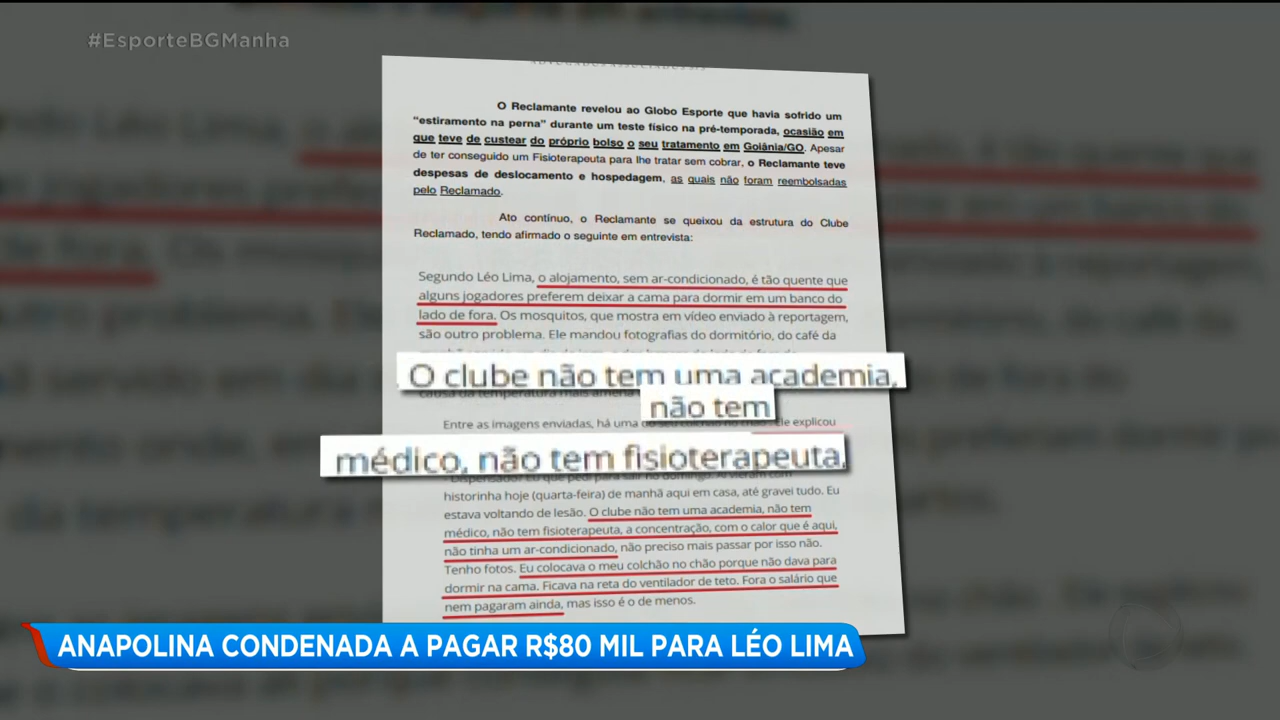 #EsporteBGManha
O Reclamante revelou ao Globo Esporte que havia sofrido um
"estiramento na perna" durante um teste físico na pré-temporada, ocasião em
que teve de custear do próprio bolso o seu tratamento em Goiânia/GO. Apesar
de ter conseguido um Fisioterapeuta para lhe tratar sem cobrar, o Reclamante teve
despesas de deslocamento e hospedagem, as quais não foram reembolsadas
pelo Reclamado.
Ato contínuo, o Reclamante se queixou da estrutura do Clube
Reclamado, tendo afirmado o seguinte em entrevista:
Segundo Léo Lima, o alojamento, sem ar-condicionado, é tão quente que
alguns jogadores preferem deixar a cama para dormir em um banco do
lado de fora. Os mosquitos, que mostra em vídeo enviado à reportagem,
são outro problema. Ele mandou fotografias do dormitório, do café da
O clube não tem uma academia,
não tem
Entre as imagens enviadas, há uma do seu colchão no chão. Ele explicou
médico, não tem fisioterapeuta,
historinha hoje (quarta-feira) de manhã aqui em casa, até gravei tudo. Eu
estava voltando de lesão. O clube não tem uma academia, não tem
médico, não tem fisioterapeuta, a concentração, com o calor que é aqui,
não tinha um ar-condicionado, não preciso mais passar por isso não.
Tenho fotos. Eu colocava o meu colchão no chão porque não dava para
dormir na cama. Ficava na reta do ventilador de teto. Fora o salário que
nem pagaram ainda, mas isso é o de menos.
ANAPOLINA CONDENADA A PAGAR R$80 MIL PARA LÉO LIMA